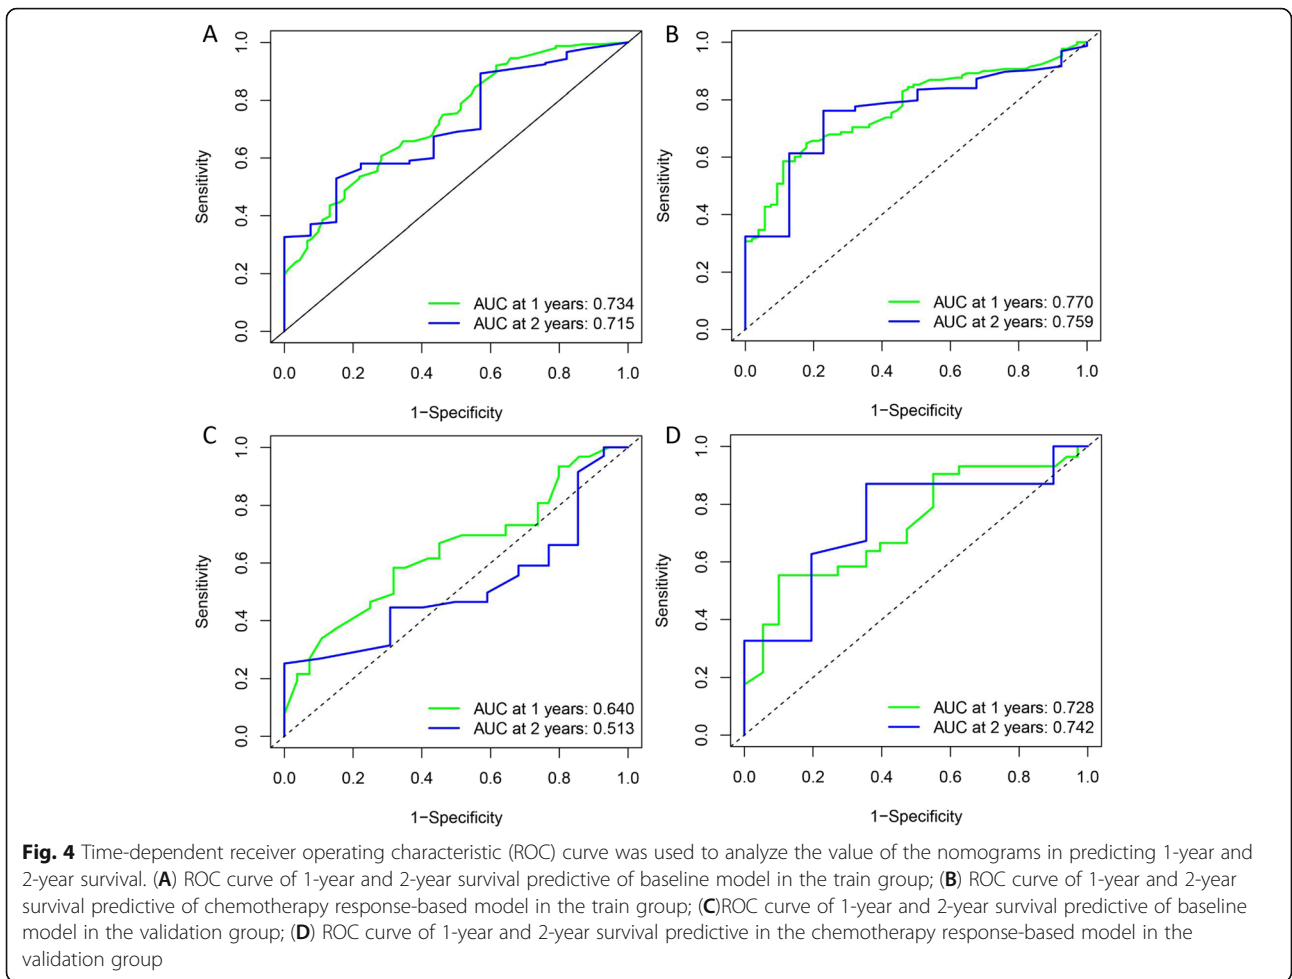 A
1.0
0.8
0.6
0.4
0.2
0.0
Sensitivity
AUC at 1 years: 0.734
AUC at 2 years: 0.715
0.0 0.2 0.4 0.6 0.8 1.0
1−Specificity
B
1.0
0.8
0.6
0.4
0.2
0.0
Sensitivity
AUC at 1 years: 0.770
AUC at 2 years: 0.759
0.0 0.2 0.4 0.6 0.8 1.0
1−Specificity
C
1.0
0.8
0.6
0.4
0.2
0.0
Sensitivity
AUC at 1 years: 0.640
AUC at 2 years: 0.513
0.0 0.2 0.4 0.6 0.8 1.0
1−Specificity
D
1.0
0.8
0.6
0.4
0.2
0.0
Sensitivity
AUC at 1 years: 0.728
AUC at 2 years: 0.742
0.0 0.2 0.4 0.6 0.8 1.0
1−Specificity
Fig. 4 Time-dependent receiver operating characteristic (ROC) curve was used to analyze the value of the nomograms in predicting 1-year and
2-year survival. (A) ROC curve of 1-year and 2-year survival predictive of baseline model in the train group; (B) ROC curve of 1-year and 2-year
survival predictive of chemotherapy response-based model in the train group; (C)ROC curve of 1-year and 2-year survival predictive of baseline
model in the validation group; (D) ROC curve of 1-year and 2-year survival predictive in the chemotherapy response-based model in the
validation group